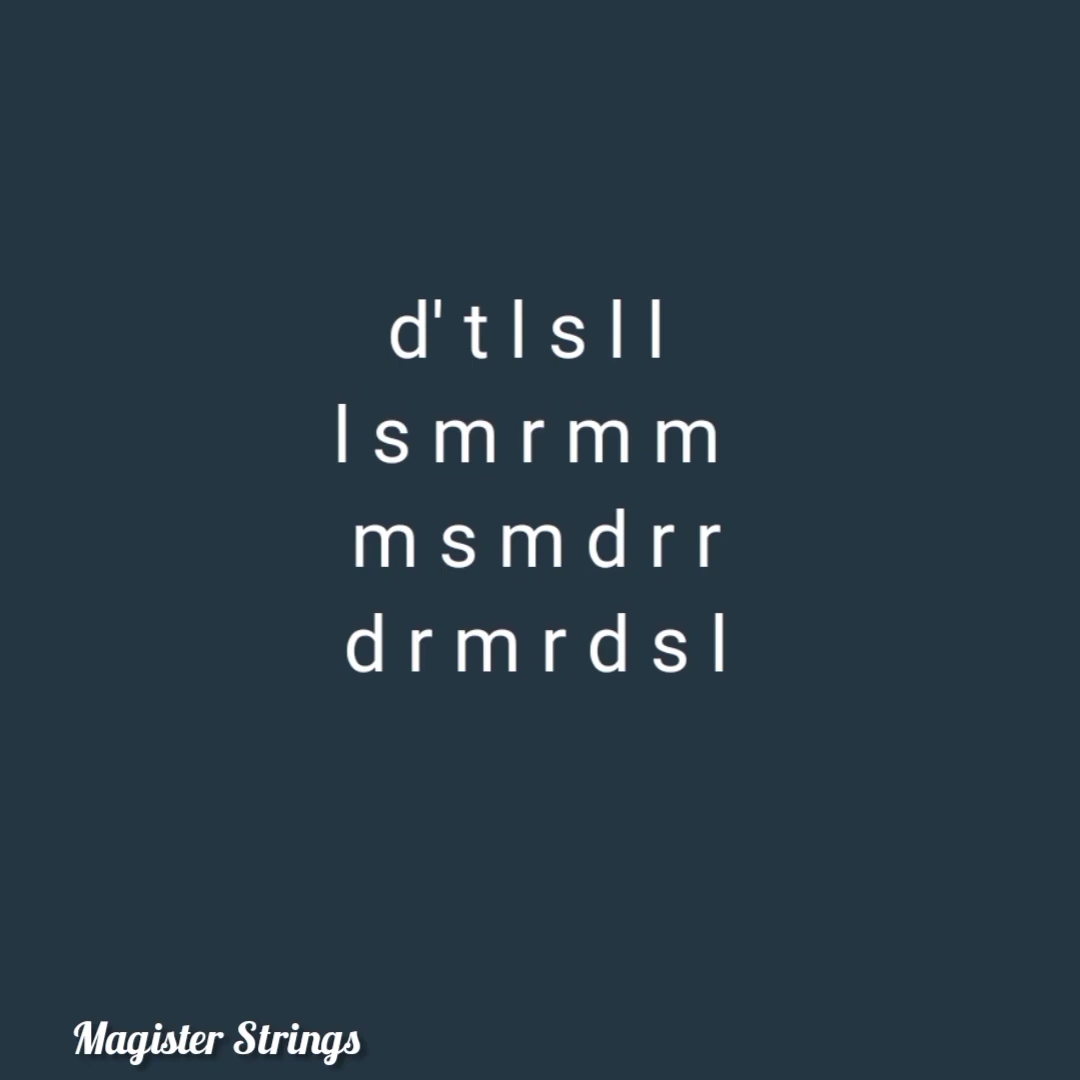 d' t l s l l
l s m r m m
m s m d r r
d r m r d s l
Magister Strings